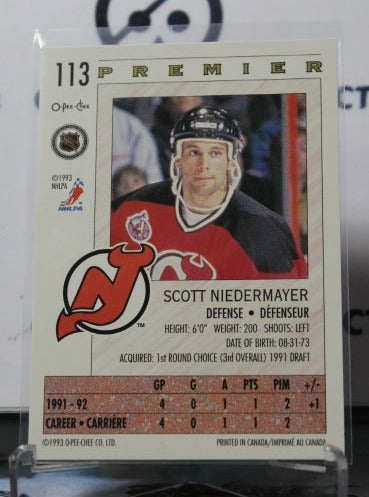 113 PREMIER
O-Pee-Chee
NHL
©1993
NHLPA
NHLPA
TM
SCOTT NIEDERMAYER
DEFENSE • DÉFENSEUR
HEIGHT: 6'0" WEIGHT: 200 SHOOTS: LEFT
DATE OF BIRTH: 08-31-73
ACQUIRED: 1st ROUND CHOICE (3rd OVERALL) 1991 DRAFT
GP G A PTS PIM +/-
1991 - 92 4 0 1 1 2 +1
CAREER • CARRIÈRE 4 0 1 1 2
©1993 O-PEE-CHEE CO. LTD. PRINTED IN CANADA/IMPRIMÉ AU CANADA